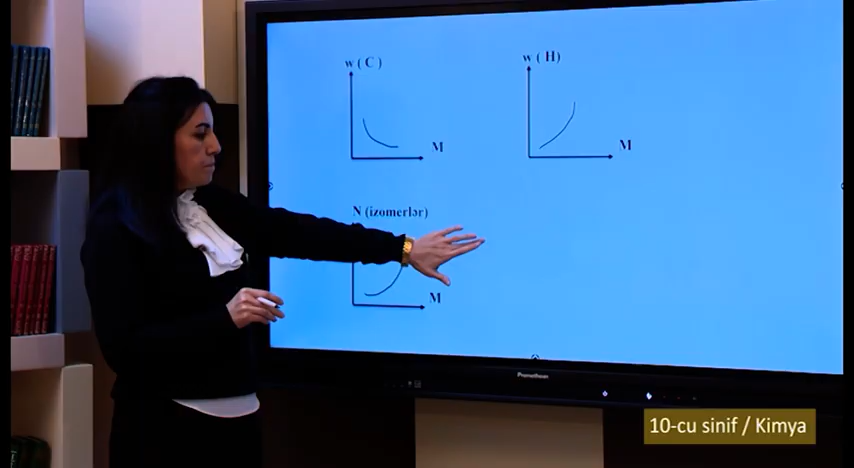 w ( C )
w ( H)
M
M
N (izomerlər)
M
Promethean
10-cu sinif / Kimya